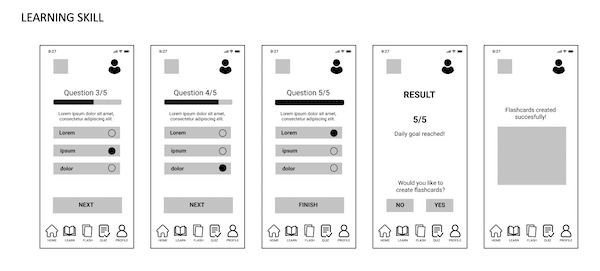 LEARNING SKILL
9:27
Question 3/5
Lorem ipsum dolor sit amet,
consectetur adipiscing elit.
Lorem
ipsum
dolor
NEXT
HOME LEARN FLASH QUIZ PROFILE
9:27
Question 4/5
Lorem ipsum dolor sit amet,
consectetur adipiscing elit.
Lorem
ipsum
dolor
NEXT
HOME LEARN FLASH QUIZ PROFILE
9:27
Question 5/5
Lorem ipsum dolor sit amet,
consectetur adipiscing elit.
Lorem
ipsum
dolor
FINISH
HOME LEARN FLASH QUIZ PROFILE
9:27
RESULT
5/5
Daily goal reached!
Would you like to
create flashcards?
NO YES
HOME LEARN FLASH QUIZ PROFILE
9:27
Flashcards created
succesfully!
HOME LEARN FLASH QUIZ PROFILE